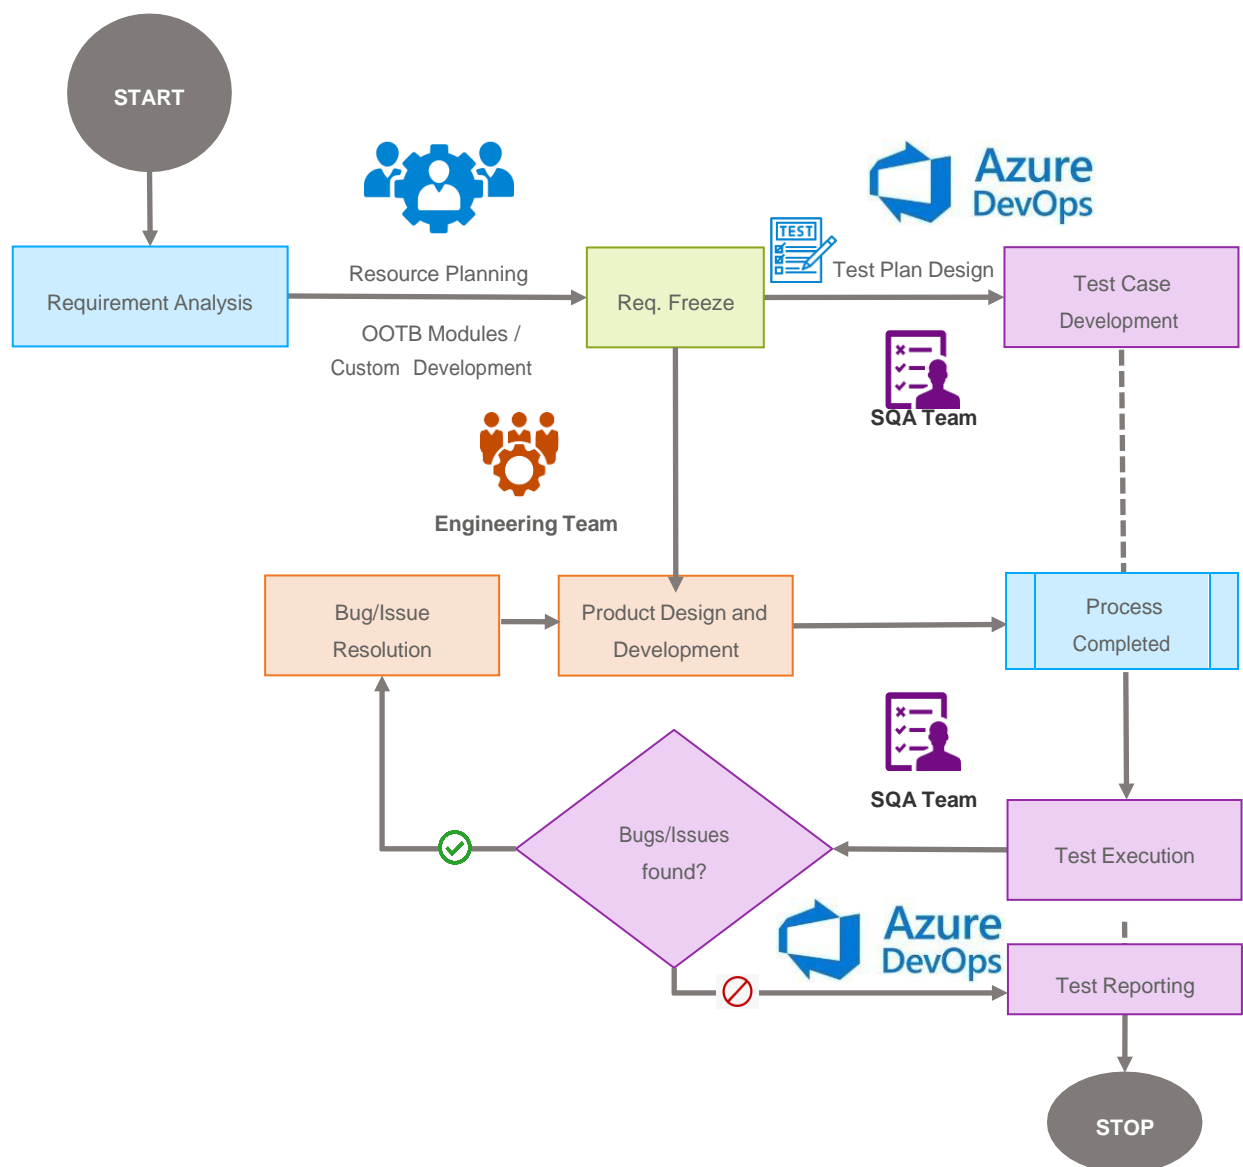 START
Azure
DevOps
TEST
Resource Planning
Test Plan Design
Requirement Analysis
Req. Freeze
Test Case
Development
OOTB Modules /
Custom Development
SQA Team
Engineering Team
Bug/Issue
Resolution
Product Design and
Development
Process
Completed
SQA Team
Bugs/Issues
found?
Test Execution
Azure
DevOps
Test Reporting
STOP